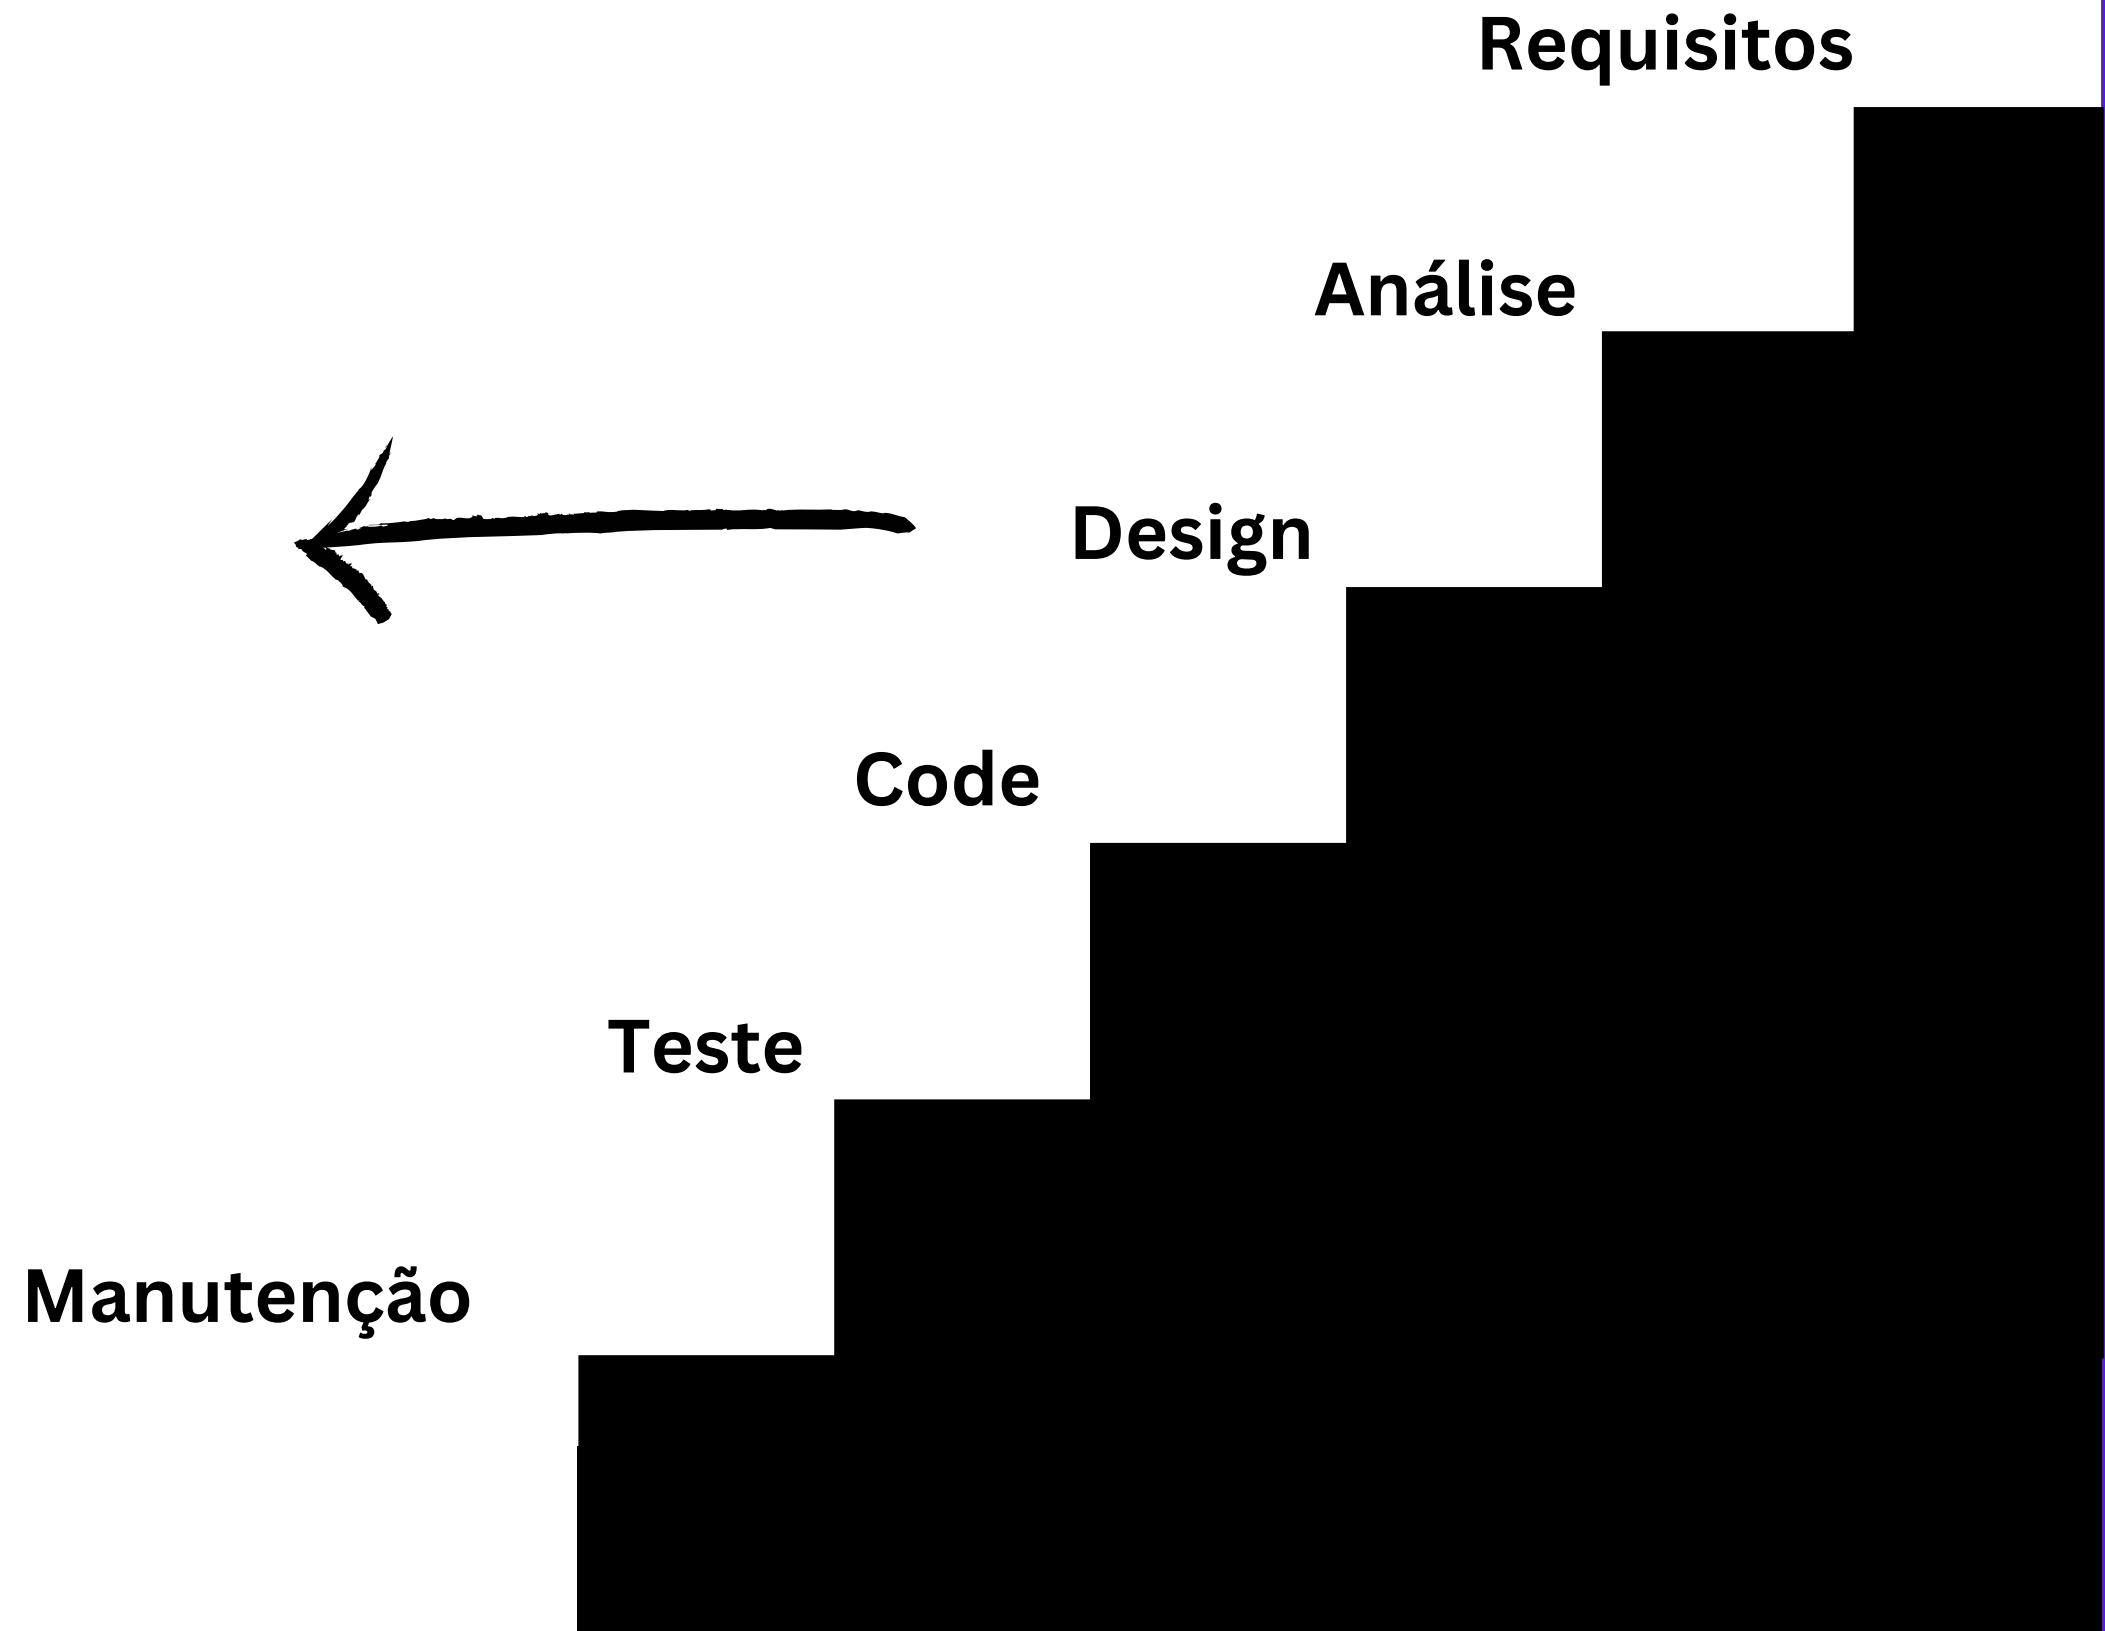 Requisitos
Análise
Design
Code
Teste
Manutenção